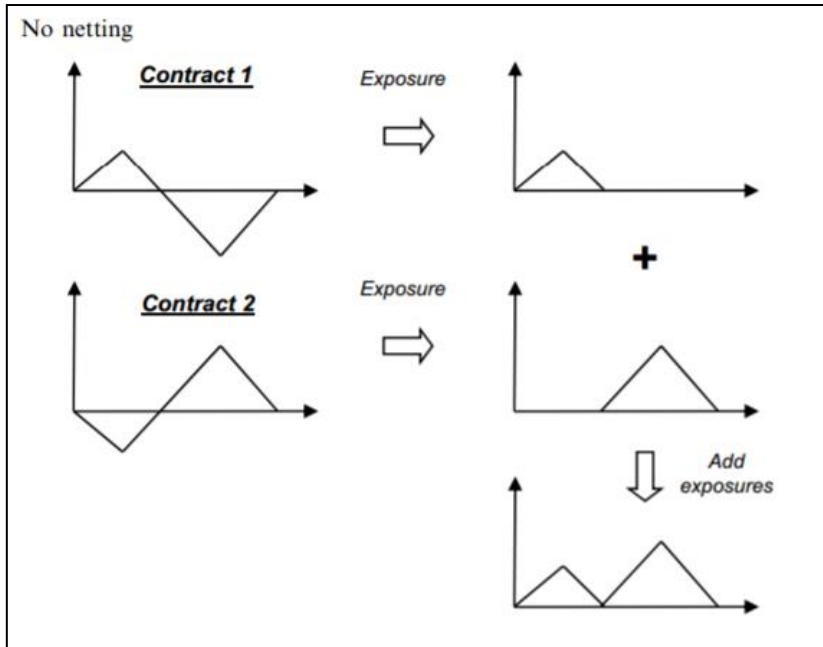 No netting
Contract 1
Exposure
+
Contract 2
Exposure
Add
exposures